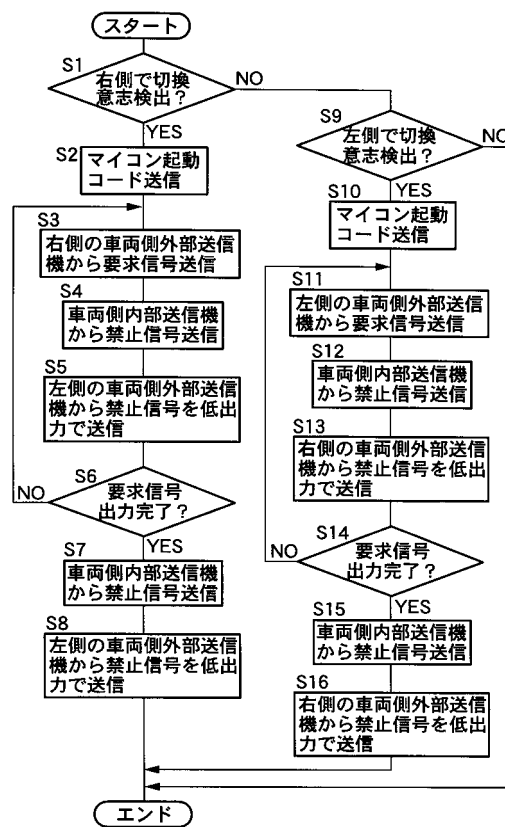 スタート
S1
右側で切換
意志検出？
NO
YES
S2
マイコン起動
コード送信
S3
右側の車両側外部送信
機から要求信号送信
S4
車両側内部送信機
から禁止信号送信
S5
左側の車両側外部送信
機から禁止信号を低出
力で送信
S6
要求信号
出力完了？
NO
YES
S7
車両側内部送信機
から禁止信号送信
S8
左側の車両側外部送信
機から禁止信号を低出
力で送信
S9
左側で切換
意志検出？
NO
YES
S10
マイコン起動
コード送信
S11
左側の車両側外部送信
機から要求信号送信
S12
車両側内部送信機
から禁止信号送信
S13
右側の車両側外部送信
機から禁止信号を低出
力で送信
S14
要求信号
出力完了？
NO
YES
S15
車両側内部送信機
から禁止信号送信
S16
右側の車両側外部送信
機から禁止信号を低出
力で送信
エンド